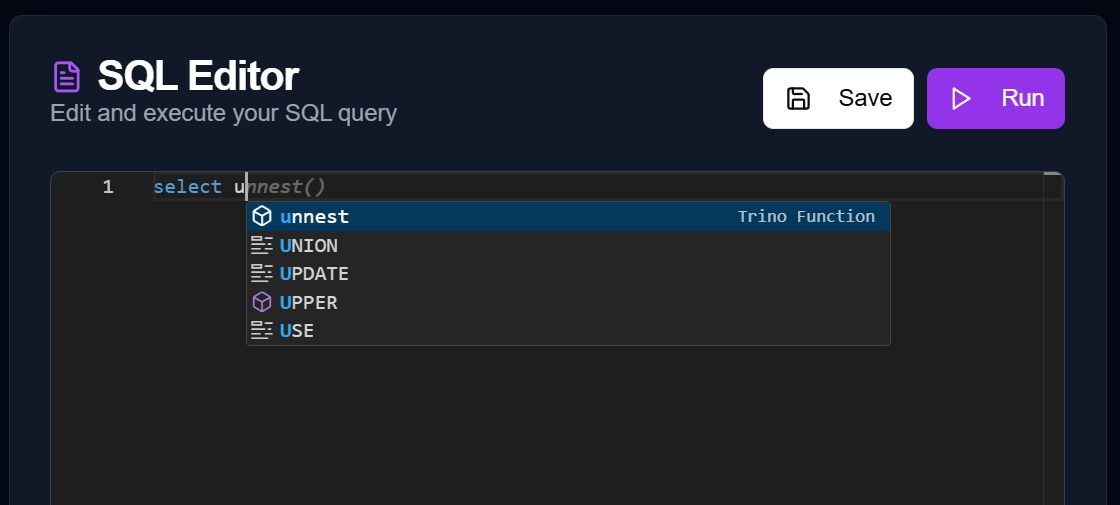 SQL Editor
Edit and execute your SQL query
Save
Run
1 select unnest()
unnest Trino Function
UNION
UPDATE
UPPER
USE